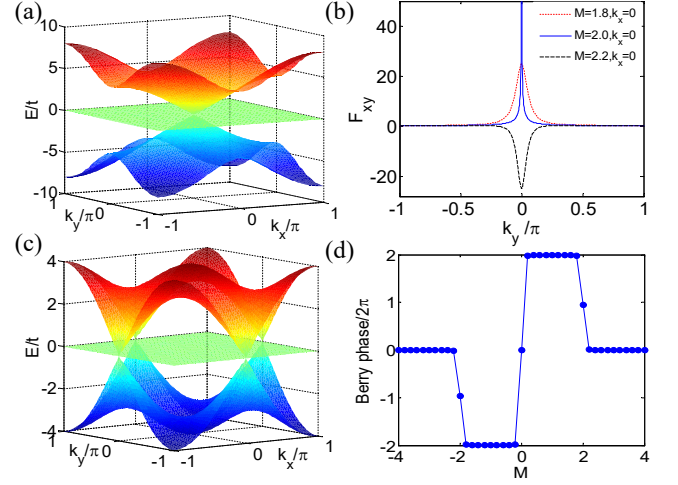 (a)
10
5
0
-5
-10
E/t
1
0
-1
k_y/π
-1
0
1
k_x/π
(b)
F_xy
40
20
0
-20
-1
-0.5
0
0.5
1
k_y/π
M=1.8,k_x=0
M=2.0,k_x=0
M=2.2,k_x=0
(c)
4
2
0
-2
-4
E/t
1
0
-1
k_y/π
-1
0
1
k_x/π
(d)
Berry phase/2π
2
1
0
-1
-2
-4
-2
0
2
4
M